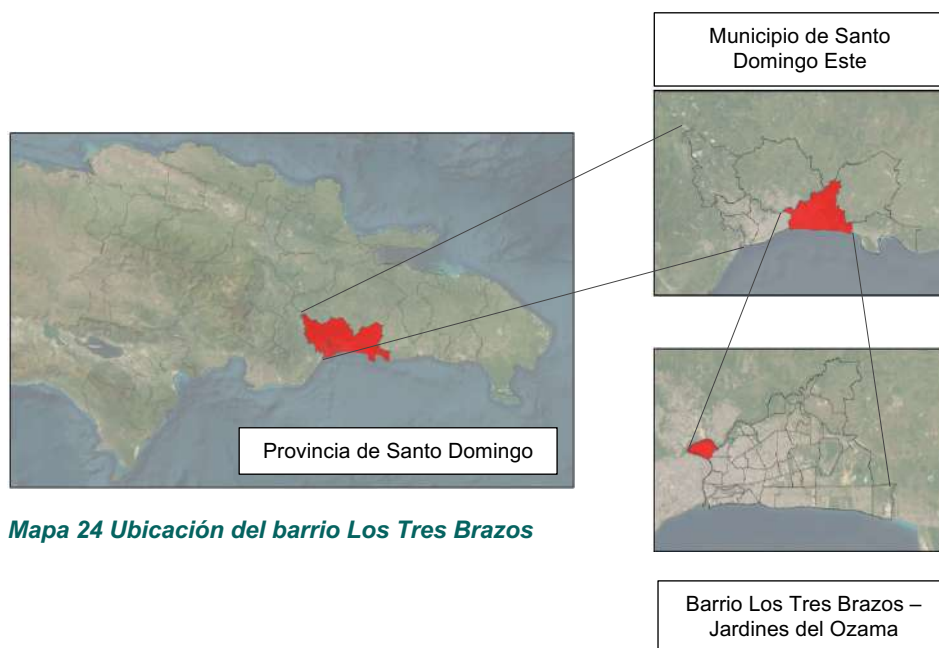 Municipio de Santo
Domingo Este
Provincia de Santo Domingo
Mapa 24 Ubicación del barrio Los Tres Brazos
Barrio Los Tres Brazos –
Jardines del Ozama